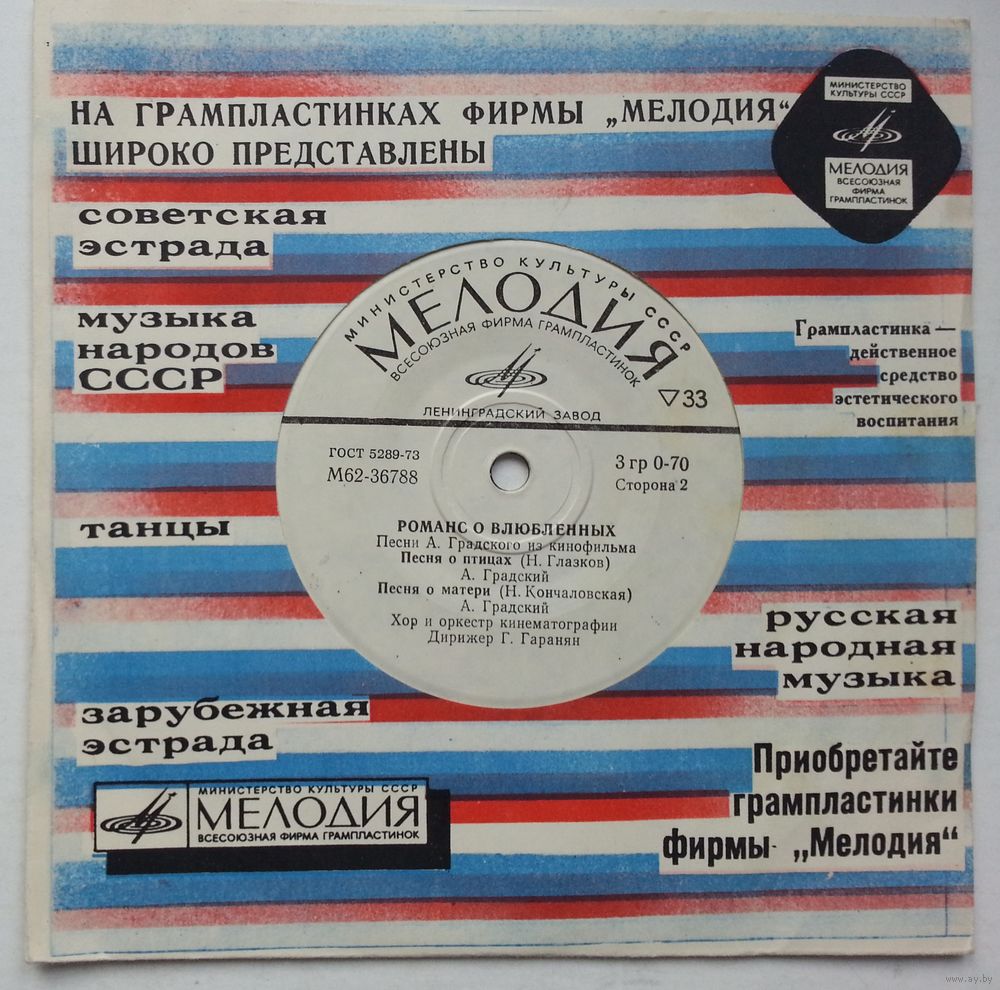 НА ГРАМПЛАСТИНКАХ ФИРМЫ „МЕЛОДИЯ“
ШИРОКО ПРЕДСТАВЛЕНЫ
МИНИСТЕРСТВО
КУЛЬТУРЫ СССР
МЕЛОДИЯ
ВСЕСОЮЗНАЯ
ФИРМА
ГРАМПЛАСТИНОК
советская
эстрада
музыка
народов
СССР
танцы
зарубежная
эстрада
Грампластинка —
действенное
средство
эстетического
воспитания
МИНИСТЕРСТВО КУЛЬТУРЫ СССР
МЕЛОДИЯ
ВСЕСОЮЗНАЯ ФИРМА ГРАМПЛАСТИНОК
▽33
ЛЕНИНГРАДСКИЙ ЗАВОД
ГОСТ 5289-73
М62-36788
3 гр 0-70
Сторона 2
РОМАНС О ВЛЮБЛЕННЫХ
Песни А. Градского из кинофильма
Песня о птицах (Н. Глазков)
А. Градский
Песня о матери (Н. Кончаловская)
А. Градский
Хор и оркестр кинематографии
Дирижер Г. Гаранян
русская
народная
музыка
МИНИСТЕРСТВО КУЛЬТУРЫ СССР
МЕЛОДИЯ
ВСЕСОЮЗНАЯ ФИРМА ГРАМПЛАСТИНОК
Приобретайте
грампластинки
фирмы „Мелодия“
www.ay.by